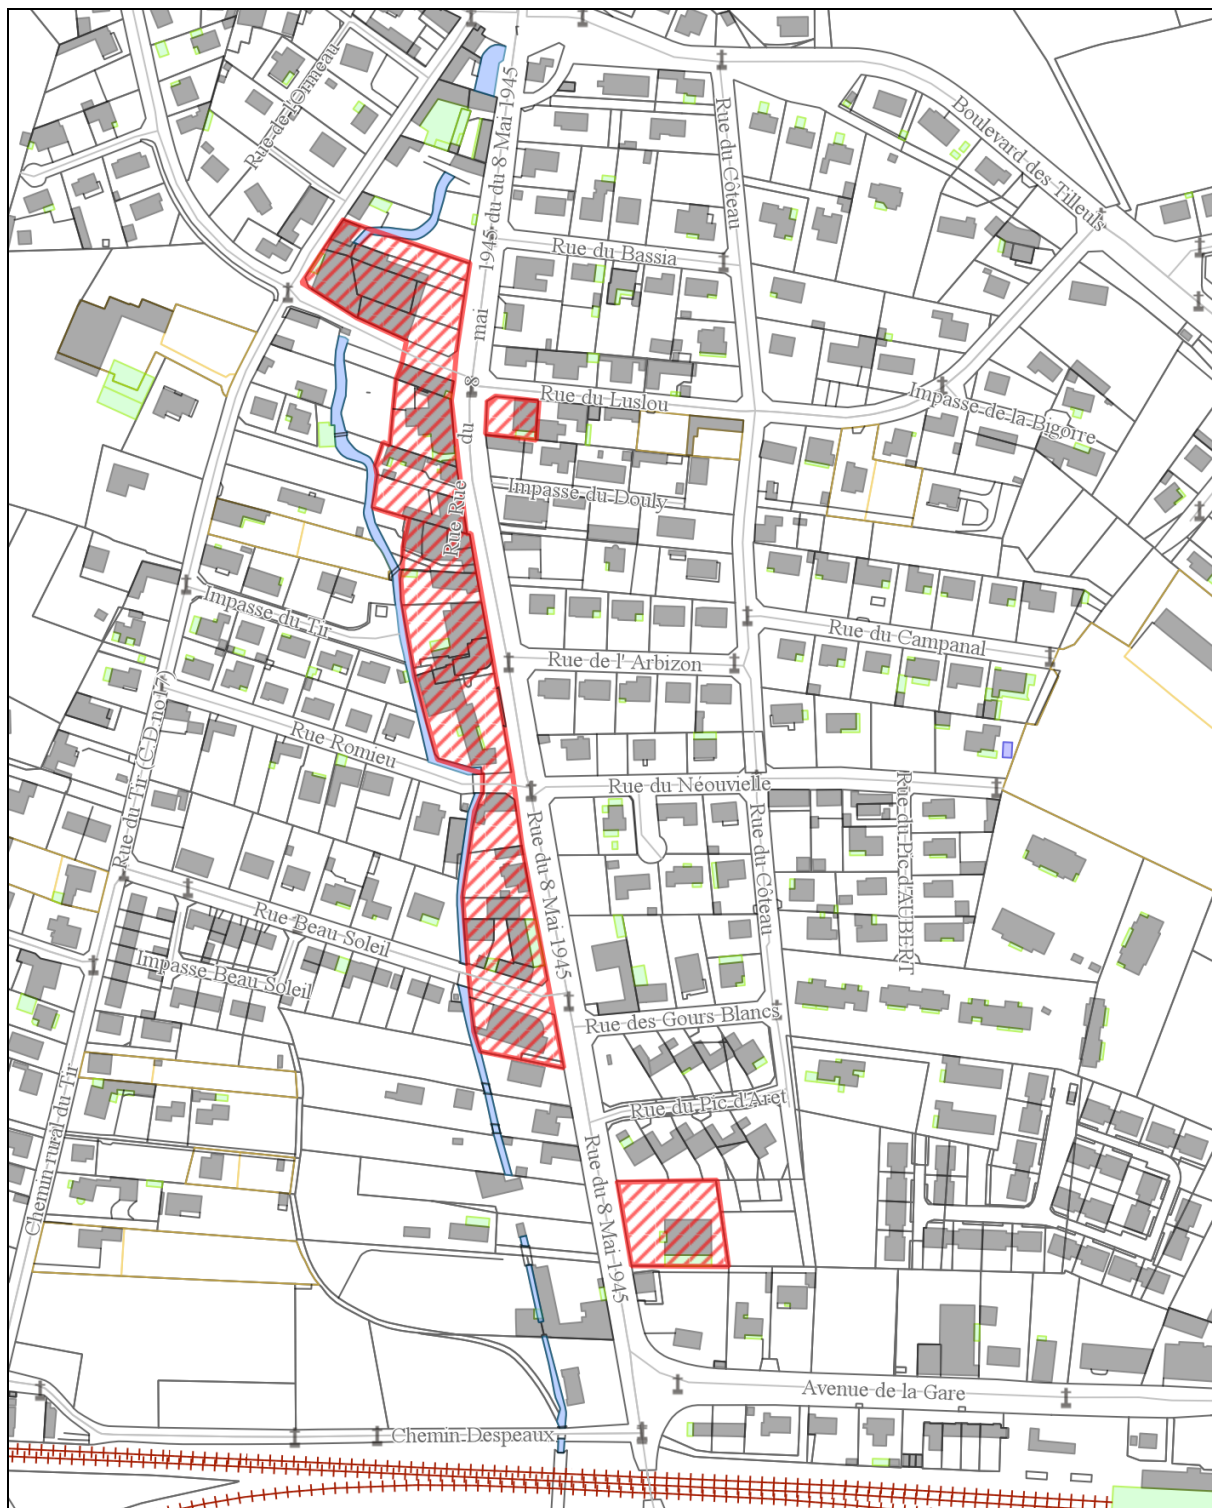 Rue de l'Ormeau
1945 du du 8 Mai 1945
Rue du Côteau
Boulevard des Tilleuls
Rue du Bassia
mai
Rue du Luslou
Impasse de la Bigorre
Rue Rue du 8
Impasse du Douly
Impasse du Tir
Rue du Campanal
Rue de l' Arbizon
Rue Romieu
Rue du Tir (C.D.no17)
Rue du Néouvielle
Rue du Côteau
Rue du Pic d'AUBERT
Rue du 8 Mai 1945
Rue Beau Soleil
Impasse Beau Soleil
Rue des Gours Blancs
Rue du Pic d'Aret
Chemin rural du Tir
Rue du 8 Mai 1945
Avenue de la Gare
Chemin Despeaux